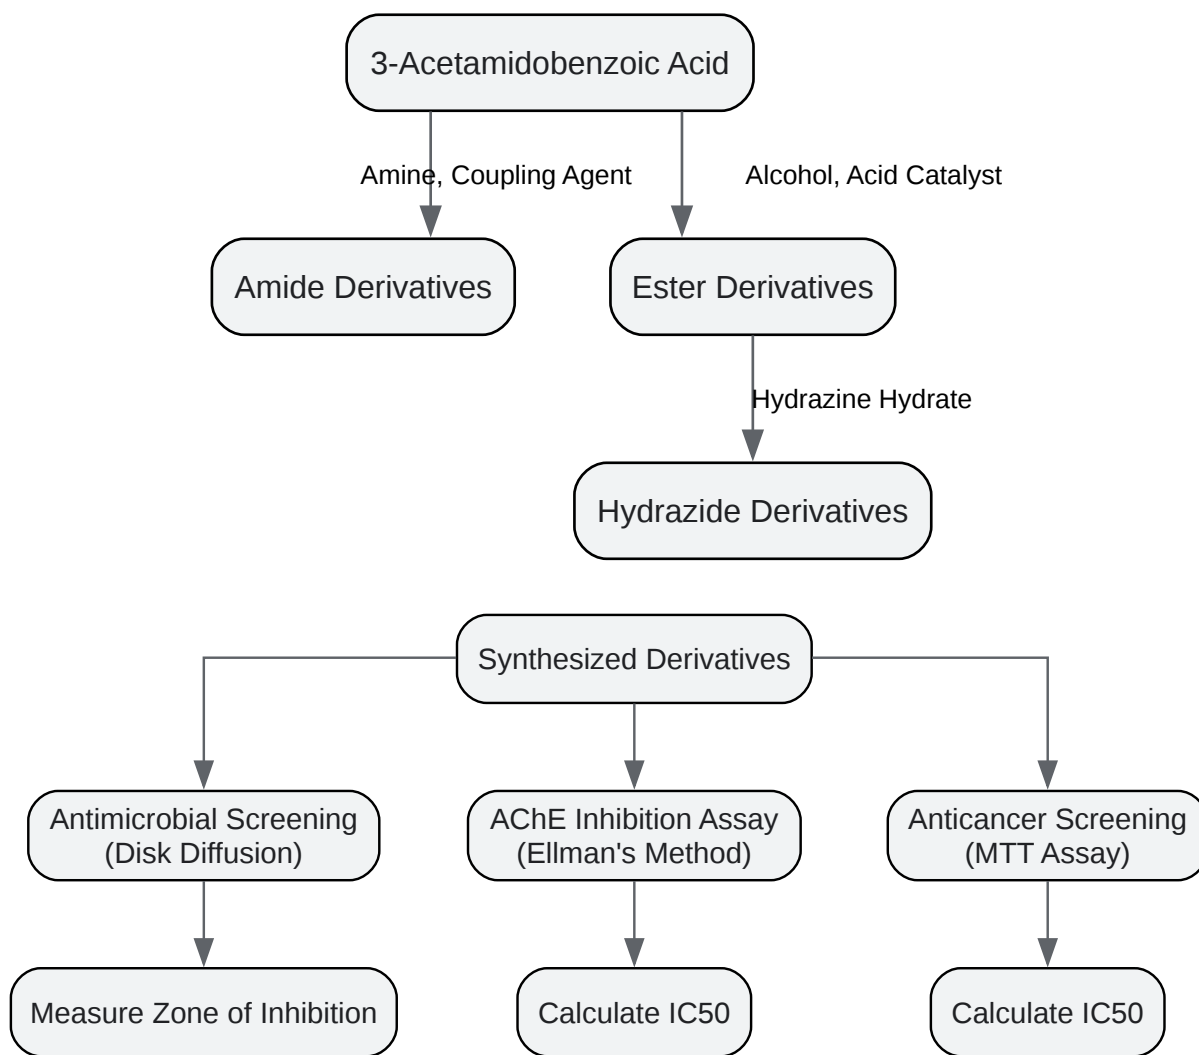 3-Acetamidobenzoic Acid
Amine, Coupling Agent
Alcohol, Acid Catalyst
Amide Derivatives
Ester Derivatives
Hydrazine Hydrate
Hydrazide Derivatives
Synthesized Derivatives
Antimicrobial Screening
(Disk Diffusion)
AChE Inhibition Assay
(Ellman's Method)
Anticancer Screening
(MTT Assay)
Measure Zone of Inhibition
Calculate IC50
Calculate IC50